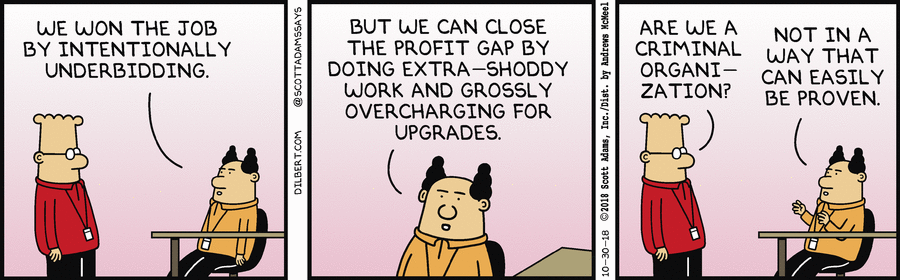 WE WON THE JOB
BY INTENTIONALLY
UNDERBIDDING.
DILBERT.COM @SCOTTADAMSSAYS
BUT WE CAN CLOSE
THE PROFIT GAP BY
DOING EXTRA—SHODDY
WORK AND GROSSLY
OVERCHARGING FOR
UPGRADES.
10-30-18 ©2018 Scott Adams, Inc./Dist. by Andrews McMeel
ARE WE A
CRIMINAL
ORGANI—
ZATION?
NOT IN A
WAY THAT
CAN EASILY
BE PROVEN.